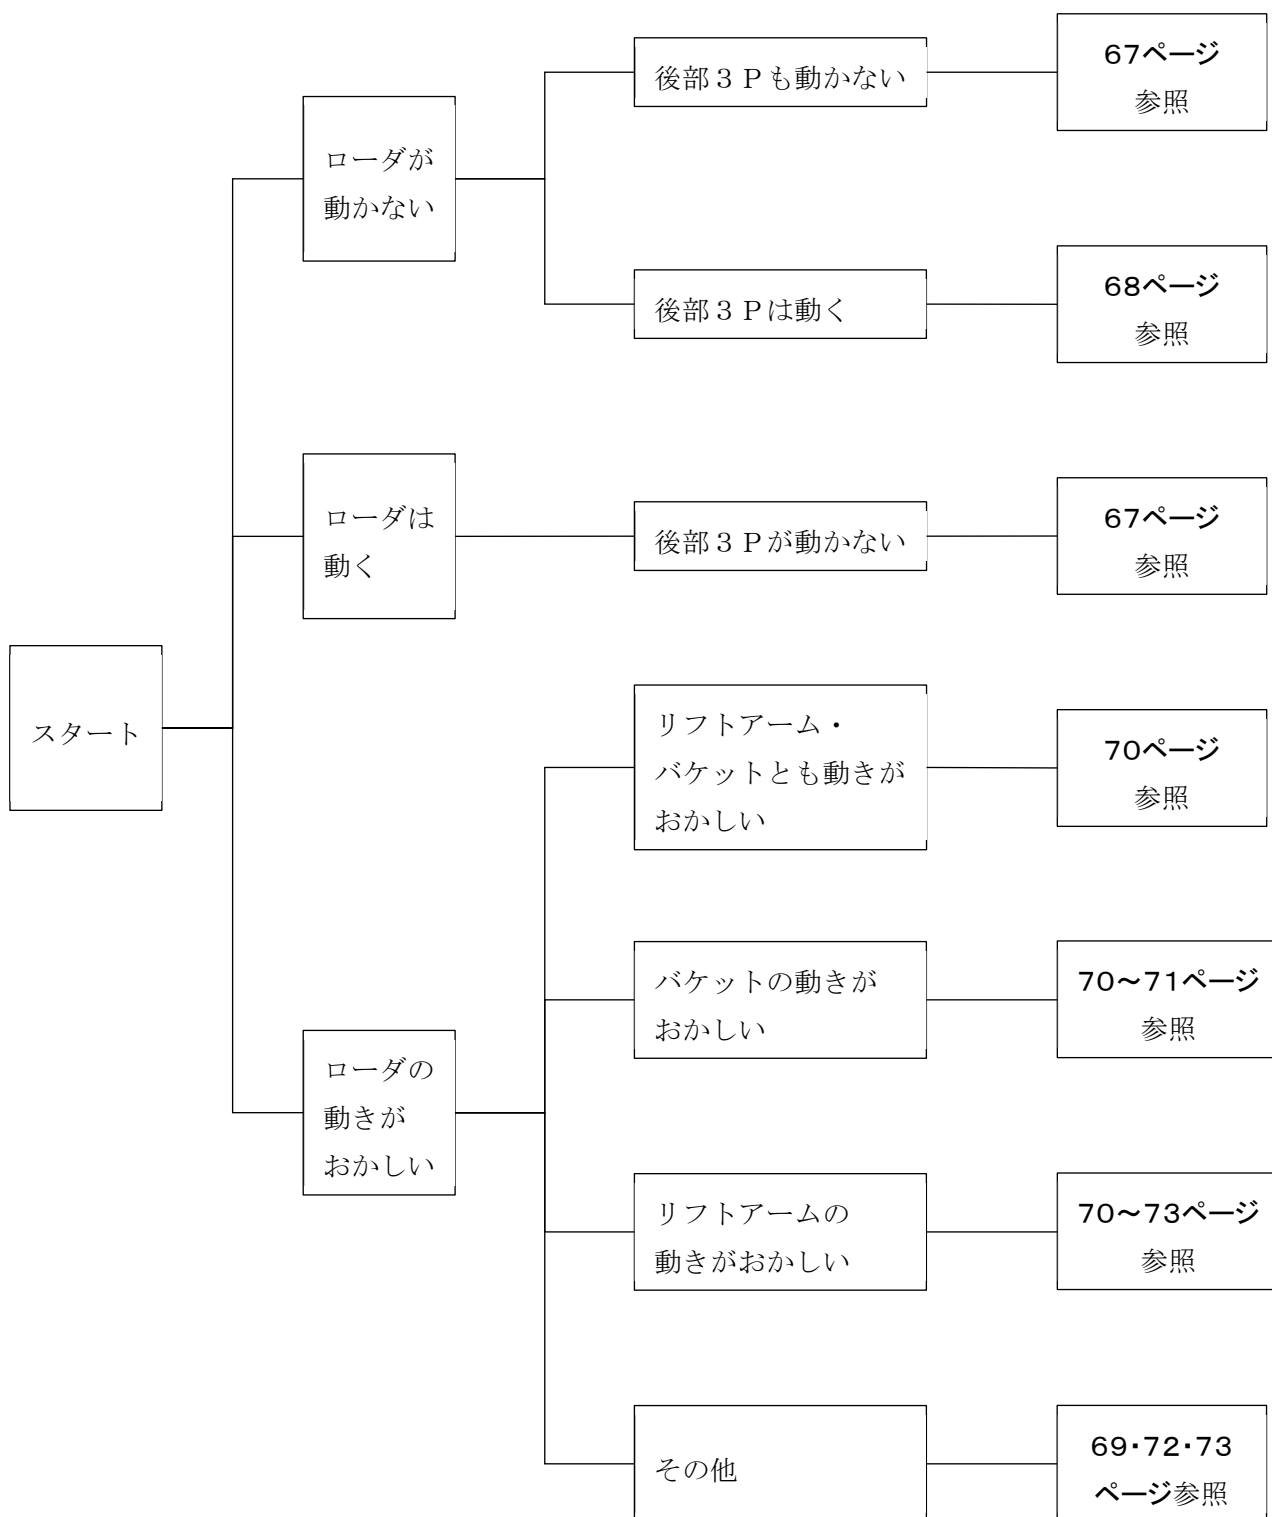 スタート
ローダが
動かない
後部３Ｐも動かない
67ページ
参照
後部３Ｐは動く
68ページ
参照
ローダは
動く
後部３Ｐが動かない
67ページ
参照
ローダの
動きが
おかしい
リフトアーム・
バケットとも動きが
おかしい
70ページ
参照
バケットの動きが
おかしい
70～71ページ
参照
リフトアームの
動きがおかしい
70～73ページ
参照
その他
69・72・73
ページ参照